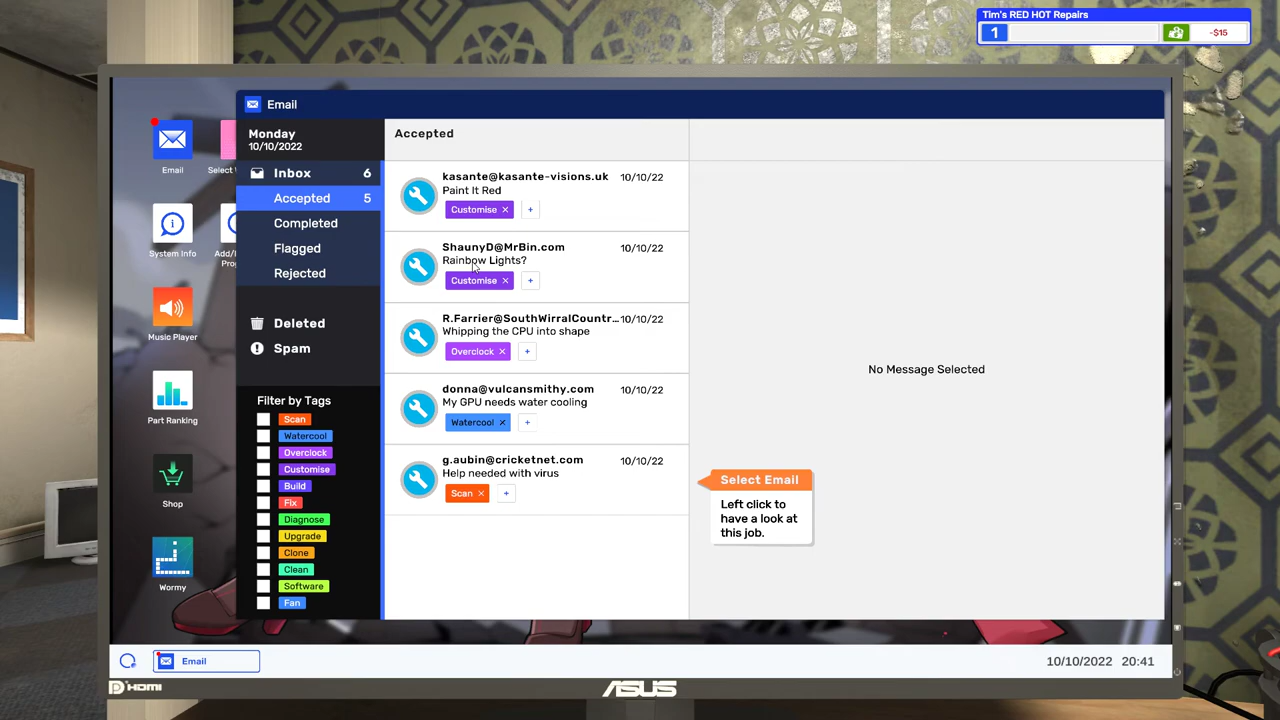 Tim's RED HOT Repairs
1
-$15
Email
Monday
10/10/2022
Inbox 6
Accepted 5
Completed
Flagged
Rejected
Deleted
Spam
Filter by Tags
Scan
Watercool
Overclock
Customise
Build
Fix
Diagnose
Upgrade
Clone
Clean
Software
Fan
Accepted
kasante@kasante-visions.uk 10/10/22
Paint It Red
Customise × +
ShaunyD@MrBin.com 10/10/22
Rainbow Lights?
Customise × +
R.Farrier@SouthWirralCountr... 10/10/22
Whipping the CPU into shape
Overclock × +
donna@vulcansmithy.com 10/10/22
My GPU needs water cooling
Watercool × +
g.aubin@cricketnet.com 10/10/22
Help needed with virus
Scan × +
No Message Selected
Select Email
Left click to
have a look at
this job.
Email
Select
System Info
Add/
Prog
Music Player
Part Ranking
Shop
Wormy
Email
10/10/2022 20:41
HDMI
ASUS